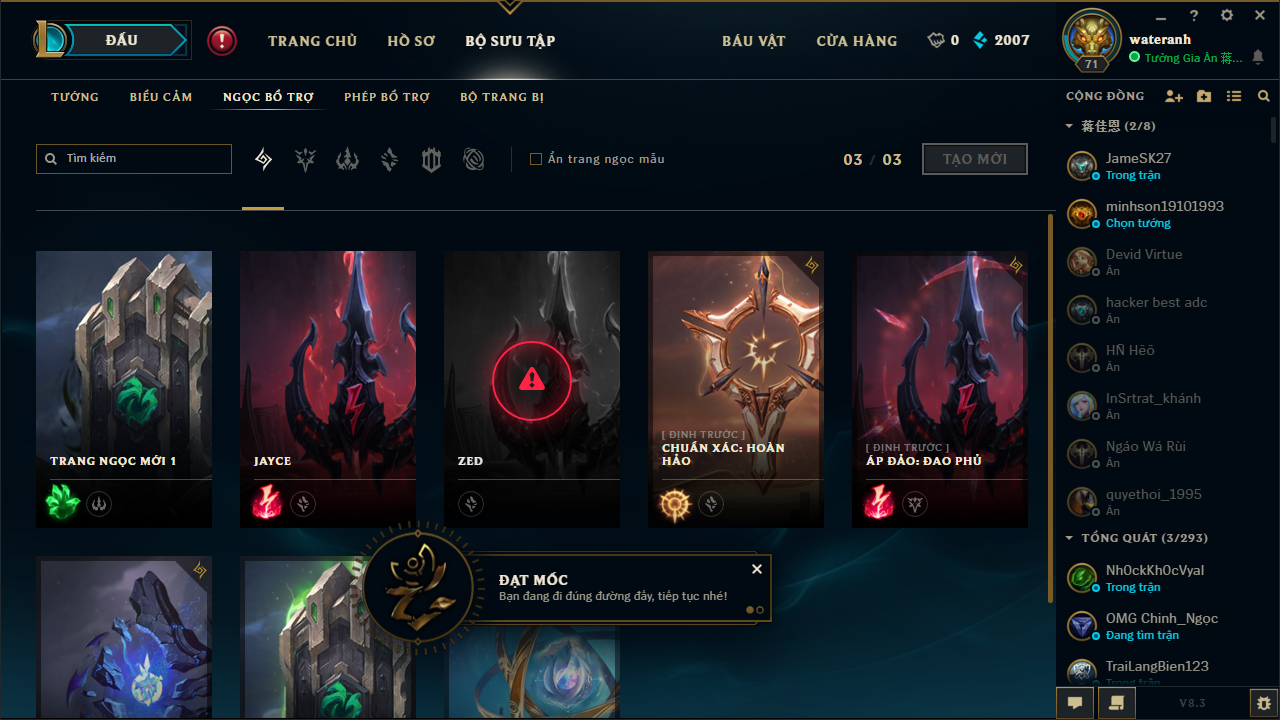 ĐẤU
TRANG CHỦ
HỒ SƠ
BỘ SƯU TẬP
BÁU VẬT
CỬA HÀNG
0
2007
71
wateranh
Tưởng Gia Ân 蒋...
TƯỚNG
BIỂU CẢM
NGỌC BỔ TRỢ
PHÉP BỔ TRỢ
BỘ TRANG BỊ
CỘNG ĐỒNG
Tìm kiếm
Ẩn trang ngọc mẫu
03 / 03
TẠO MỚI
TRANG NGỌC MỚI 1
JAYCE
ZED
[ ĐỊNH TRƯỚC ]
CHUẨN XÁC: HOÀN
HẢO
[ ĐỊNH TRƯỚC ]
ÁP ĐẢO: ĐAO PHỦ
ĐẠT MỐC
Bạn đang đi đúng đường đấy, tiếp tục nhé!
蒋佳恩 (2/8)
JameSK27
Trong trận
minhson19101993
Chọn tướng
Devid Virtue
Ẩn
hacker best adc
Ẩn
HÑ Hëö
Ẩn
InSrtrat_khánh
Ẩn
Ngáo Wá Rùi
Ẩn
quyethoi_1995
Ẩn
TỔNG QUÁT (3/293)
Nh0ckKh0cVyal
Trong trận
OMG Chinh_Ngọc
Đang tìm trận
TraiLangBien123
Trong trận
V8.3